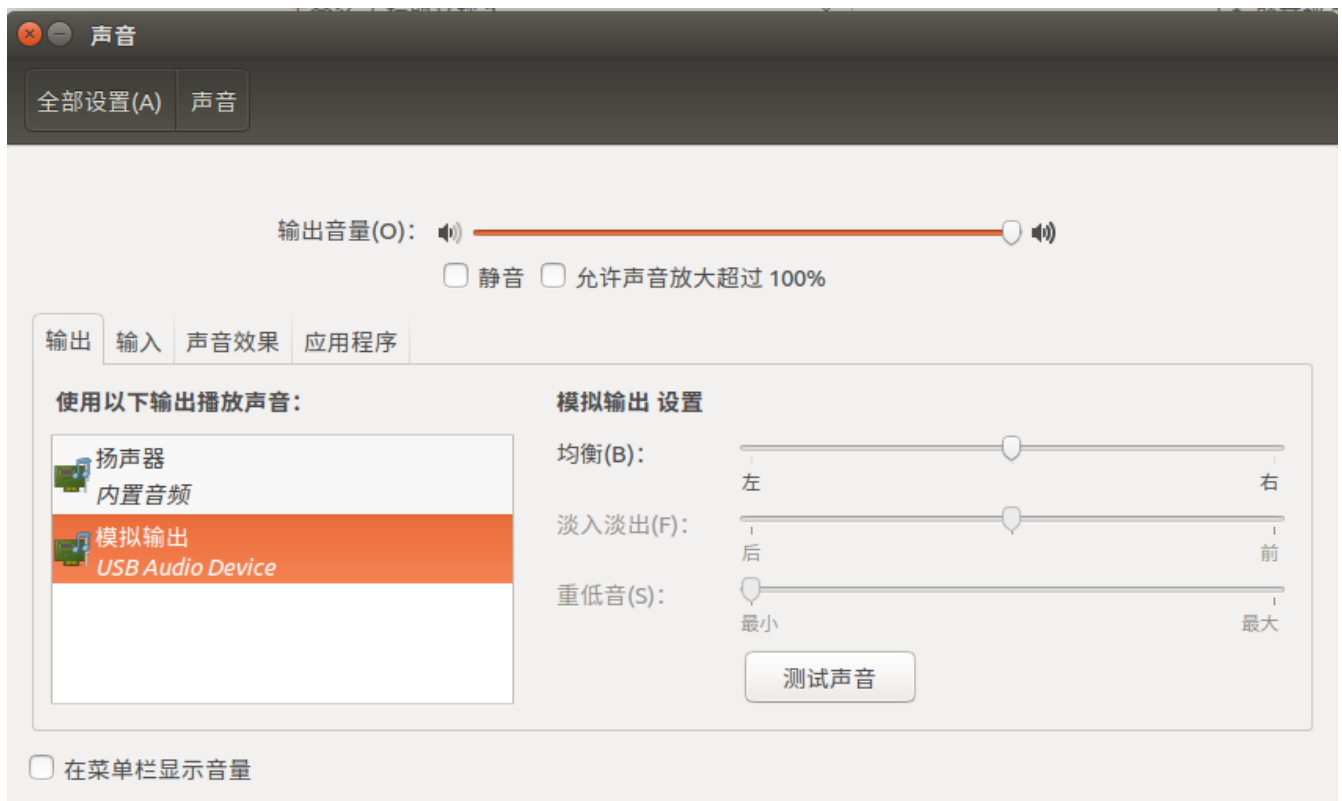 声音
全部设置(A) 声音
输出音量(O)：
静音 允许声音放大超过 100%
输出 输入 声音效果 应用程序
使用以下输出播放声音：
扬声器
内置音频
模拟输出
USB Audio Device
模拟输出 设置
均衡(B)：
左 右
淡入淡出(F)：
后 前
重低音(S)：
最小 最大
测试声音
在菜单栏显示音量